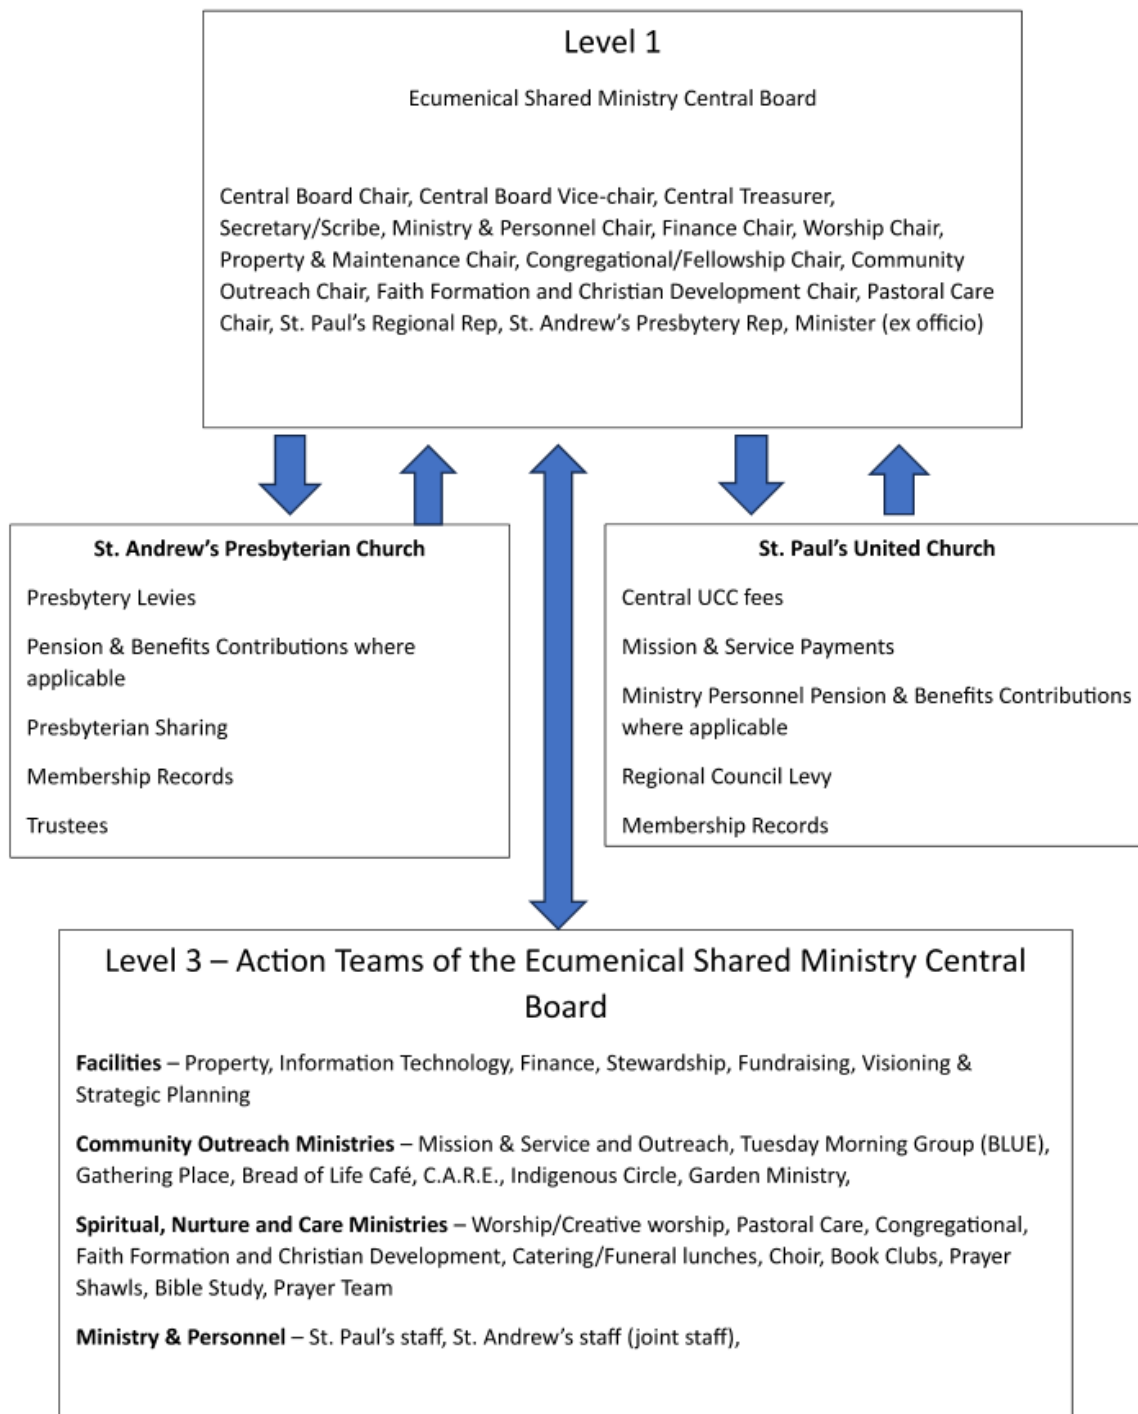 Level 1
Ecumenical Shared Ministry Central Board
Central Board Chair, Central Board Vice-chair, Central Treasurer,
Secretary/Scribe, Ministry & Personnel Chair, Finance Chair, Worship Chair,
Property & Maintenance Chair, Congregational/Fellowship Chair, Community
Outreach Chair, Faith Formation and Christian Development Chair, Pastoral Care
Chair, St. Paul’s Regional Rep, St. Andrew’s Presbytery Rep, Minister (ex officio)
St. Andrew’s Presbyterian Church
Presbytery Levies
Pension & Benefits Contributions where
applicable
Presbyterian Sharing
Membership Records
Trustees
St. Paul’s United Church
Central UCC fees
Mission & Service Payments
Ministry Personnel Pension & Benefits Contributions
where applicable
Regional Council Levy
Membership Records
Level 3 – Action Teams of the Ecumenical Shared Ministry Central
Board
Facilities – Property, Information Technology, Finance, Stewardship, Fundraising, Visioning &
Strategic Planning
Community Outreach Ministries – Mission & Service and Outreach, Tuesday Morning Group (BLUE),
Gathering Place, Bread of Life Café, C.A.R.E., Indigenous Circle, Garden Ministry,
Spiritual, Nurture and Care Ministries – Worship/Creative worship, Pastoral Care, Congregational,
Faith Formation and Christian Development, Catering/Funeral lunches, Choir, Book Clubs, Prayer
Shawls, Bible Study, Prayer Team
Ministry & Personnel – St. Paul’s staff, St. Andrew’s staff (joint staff),